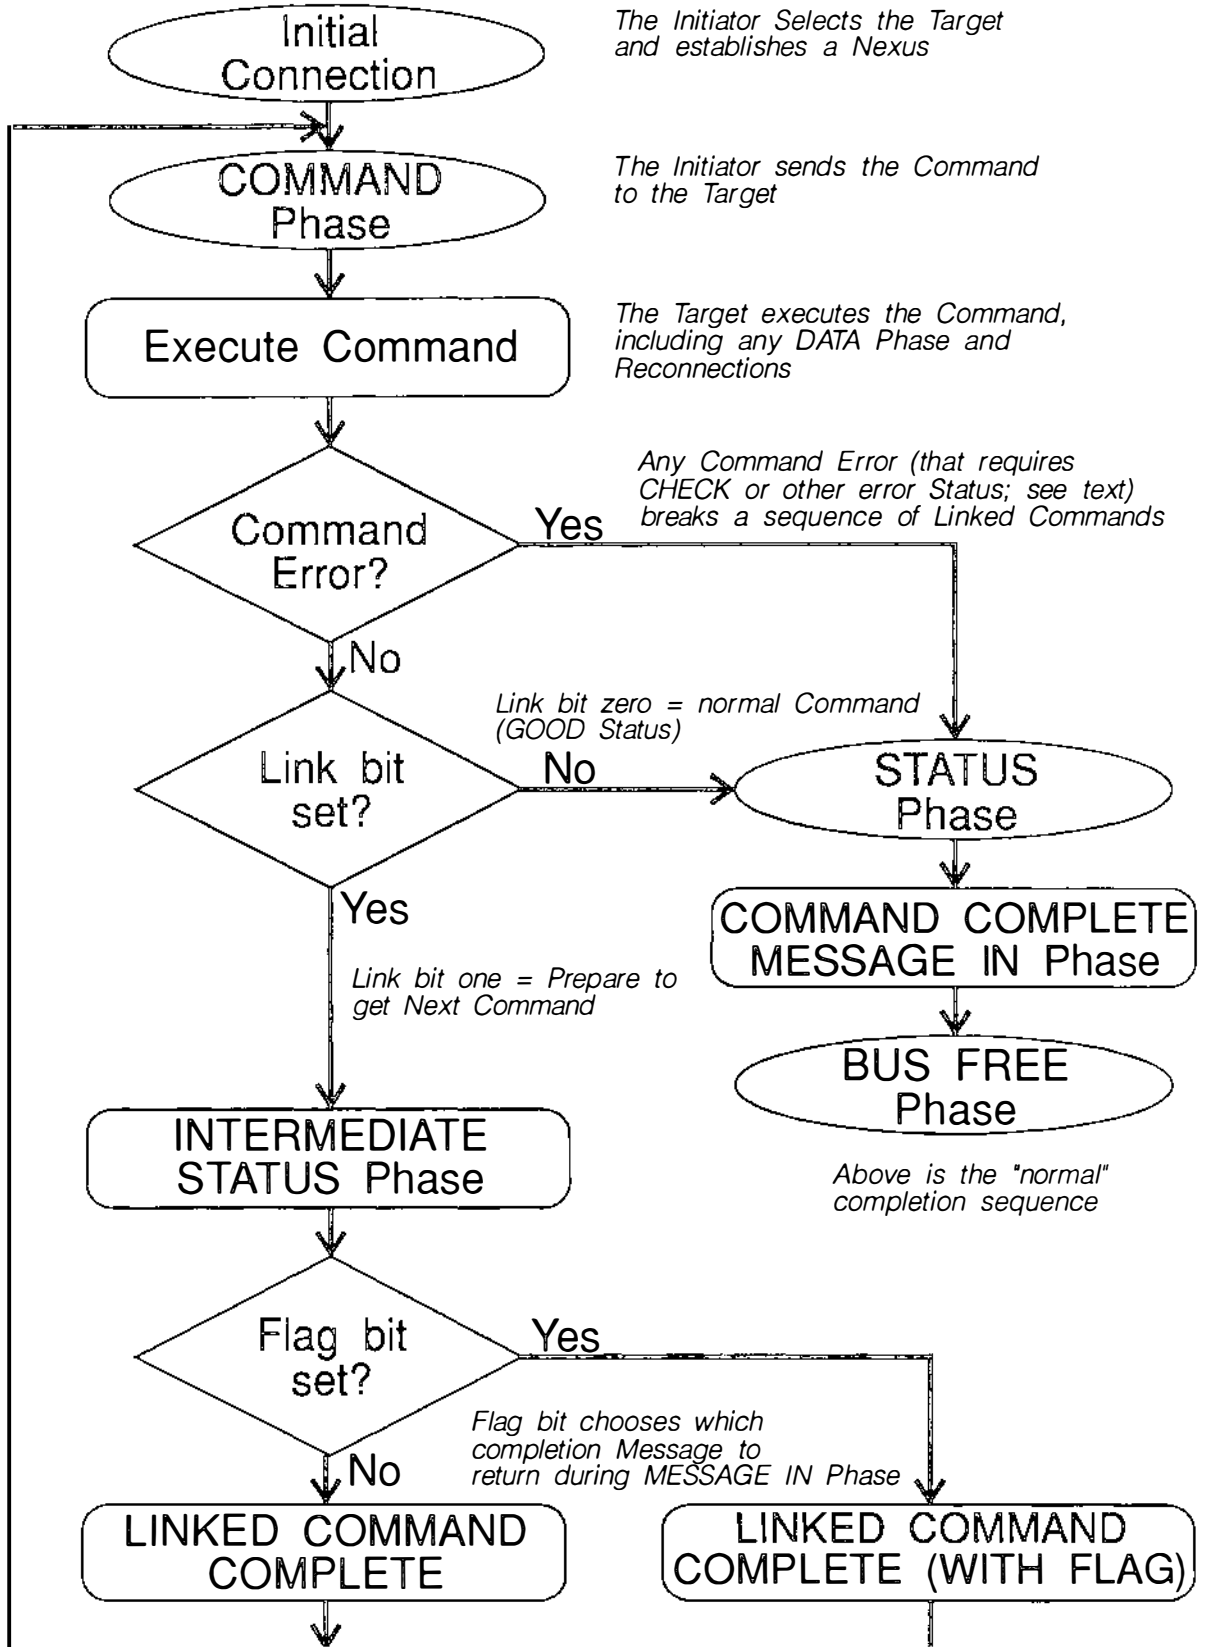 Initial
Connection
The Initiator Selects the Target
and establishes a Nexus
COMMAND
Phase
The Initiator sends the Command
to the Target
Execute Command
The Target executes the Command,
including any DATA Phase and
Reconnections
Any Command Error (that requires
CHECK or other error Status; see text)
breaks a sequence of Linked Commands
Command
Error?
Yes
No
Link bit zero = normal Command
(GOOD Status)
Link bit
set?
No
STATUS
Phase
Yes
COMMAND COMPLETE
MESSAGE IN Phase
Link bit one = Prepare to
get Next Command
BUS FREE
Phase
INTERMEDIATE
STATUS Phase
Above is the "normal"
completion sequence
Flag bit
set?
Yes
Flag bit chooses which
completion Message to
return during MESSAGE IN Phase
No
LINKED COMMAND
COMPLETE
LINKED COMMAND
COMPLETE (WITH FLAG)